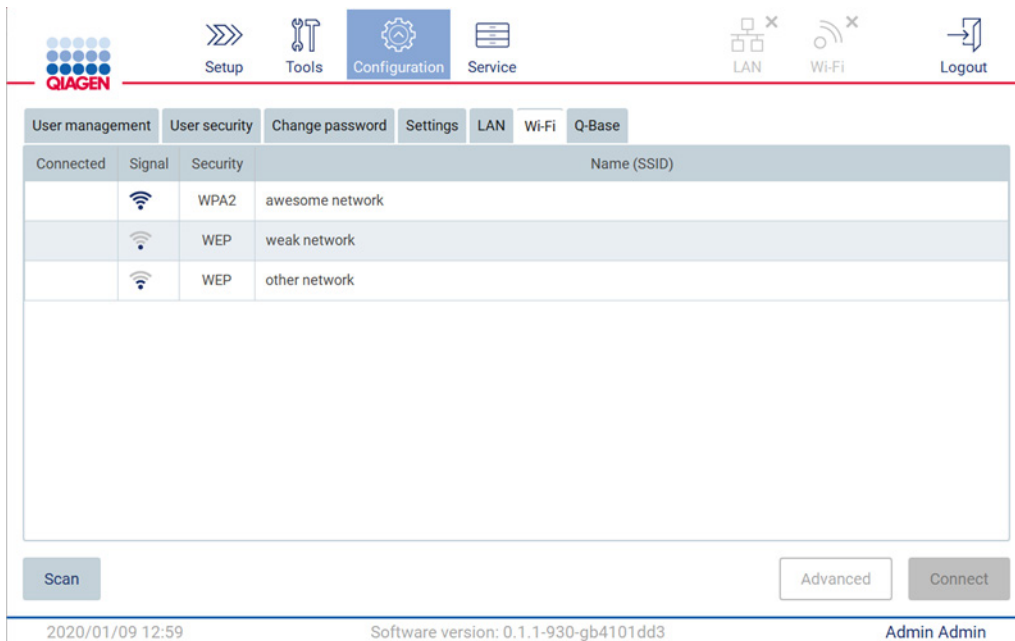 QIAGEN
Setup Tools Configuration Service LAN Wi-Fi Logout
User management User security Change password Settings LAN Wi-Fi Q-Base
Connected Signal Security Name (SSID)
WPA2 awesome network
WEP weak network
WEP other network
Scan Advanced Connect
2020/01/09 12:59 Software version: 0.1.1-930-gb4101dd3 Admin Admin